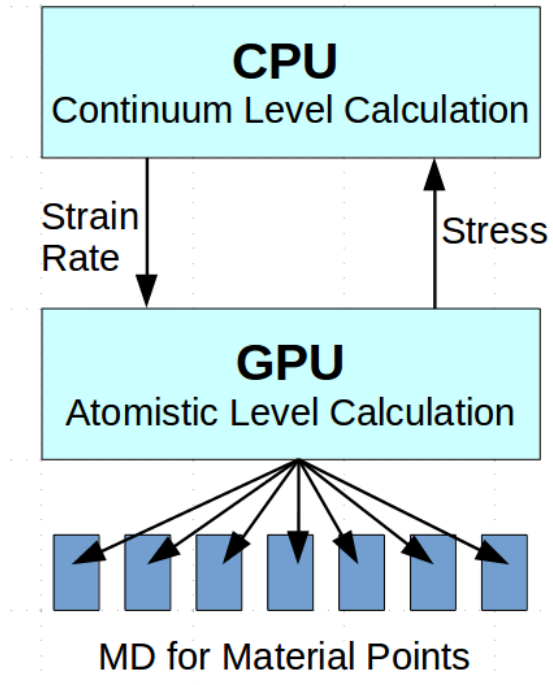 CPU
Continuum Level Calculation
Strain
Rate
Stress
GPU
Atomistic Level Calculation
MD for Material Points